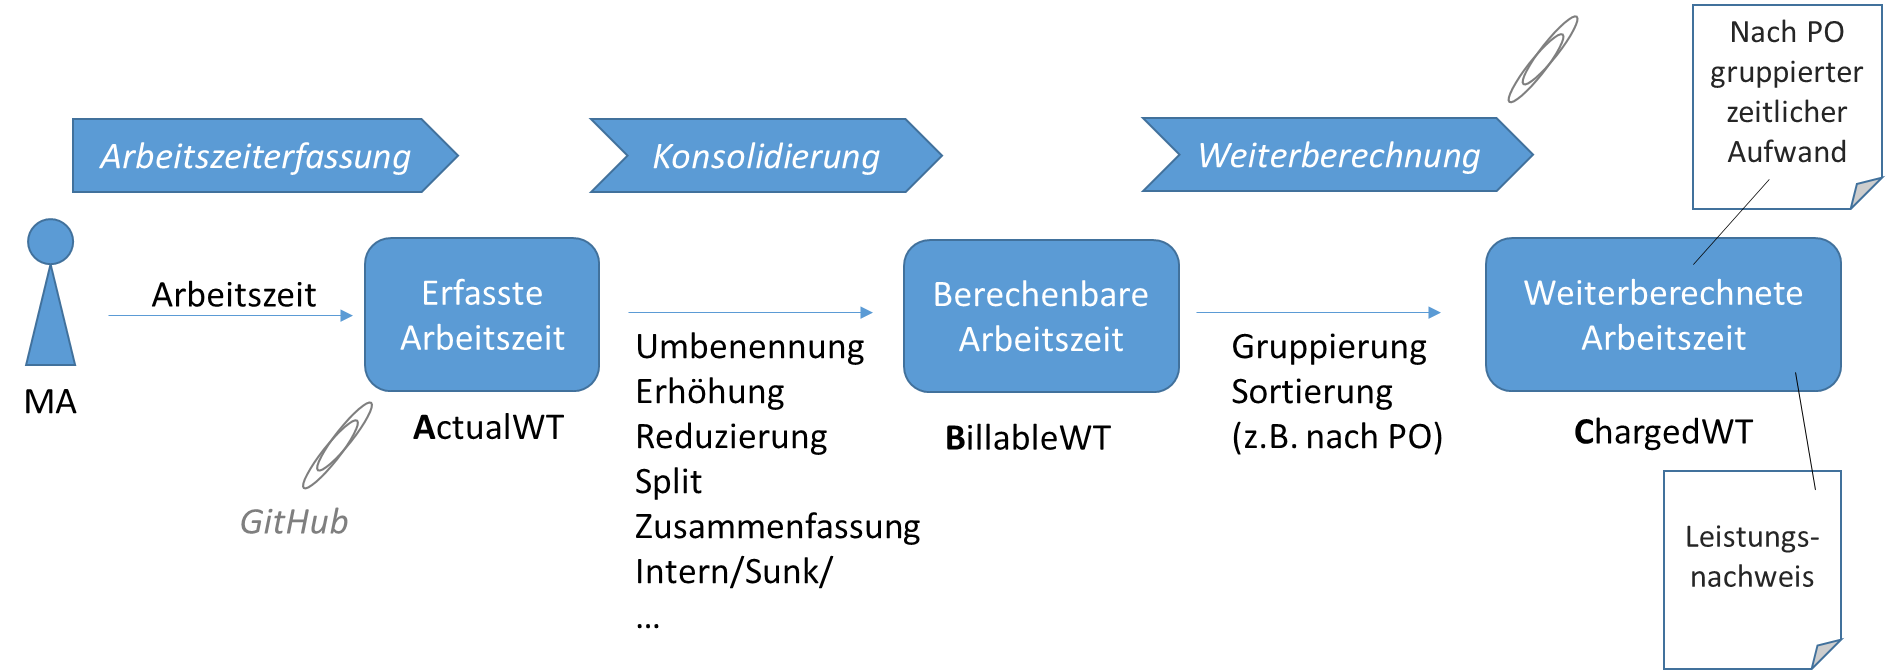 Nach PO
gruppierter
zeitlicher
Aufwand
Arbeitszeiterfassung
Konsolidierung
Weiterberechnung
MA
Arbeitszeit
Erfasste
Arbeitszeit
ActualWT
GitHub
Umbenennung
Erhöhung
Reduzierung
Split
Zusammenfassung
Intern/Sunk/
...
Berechenbare
Arbeitszeit
BillableWT
Gruppierung
Sortierung
(z.B. nach PO)
Weiterberechnete
Arbeitszeit
ChargedWT
Leistungs-
nachweis